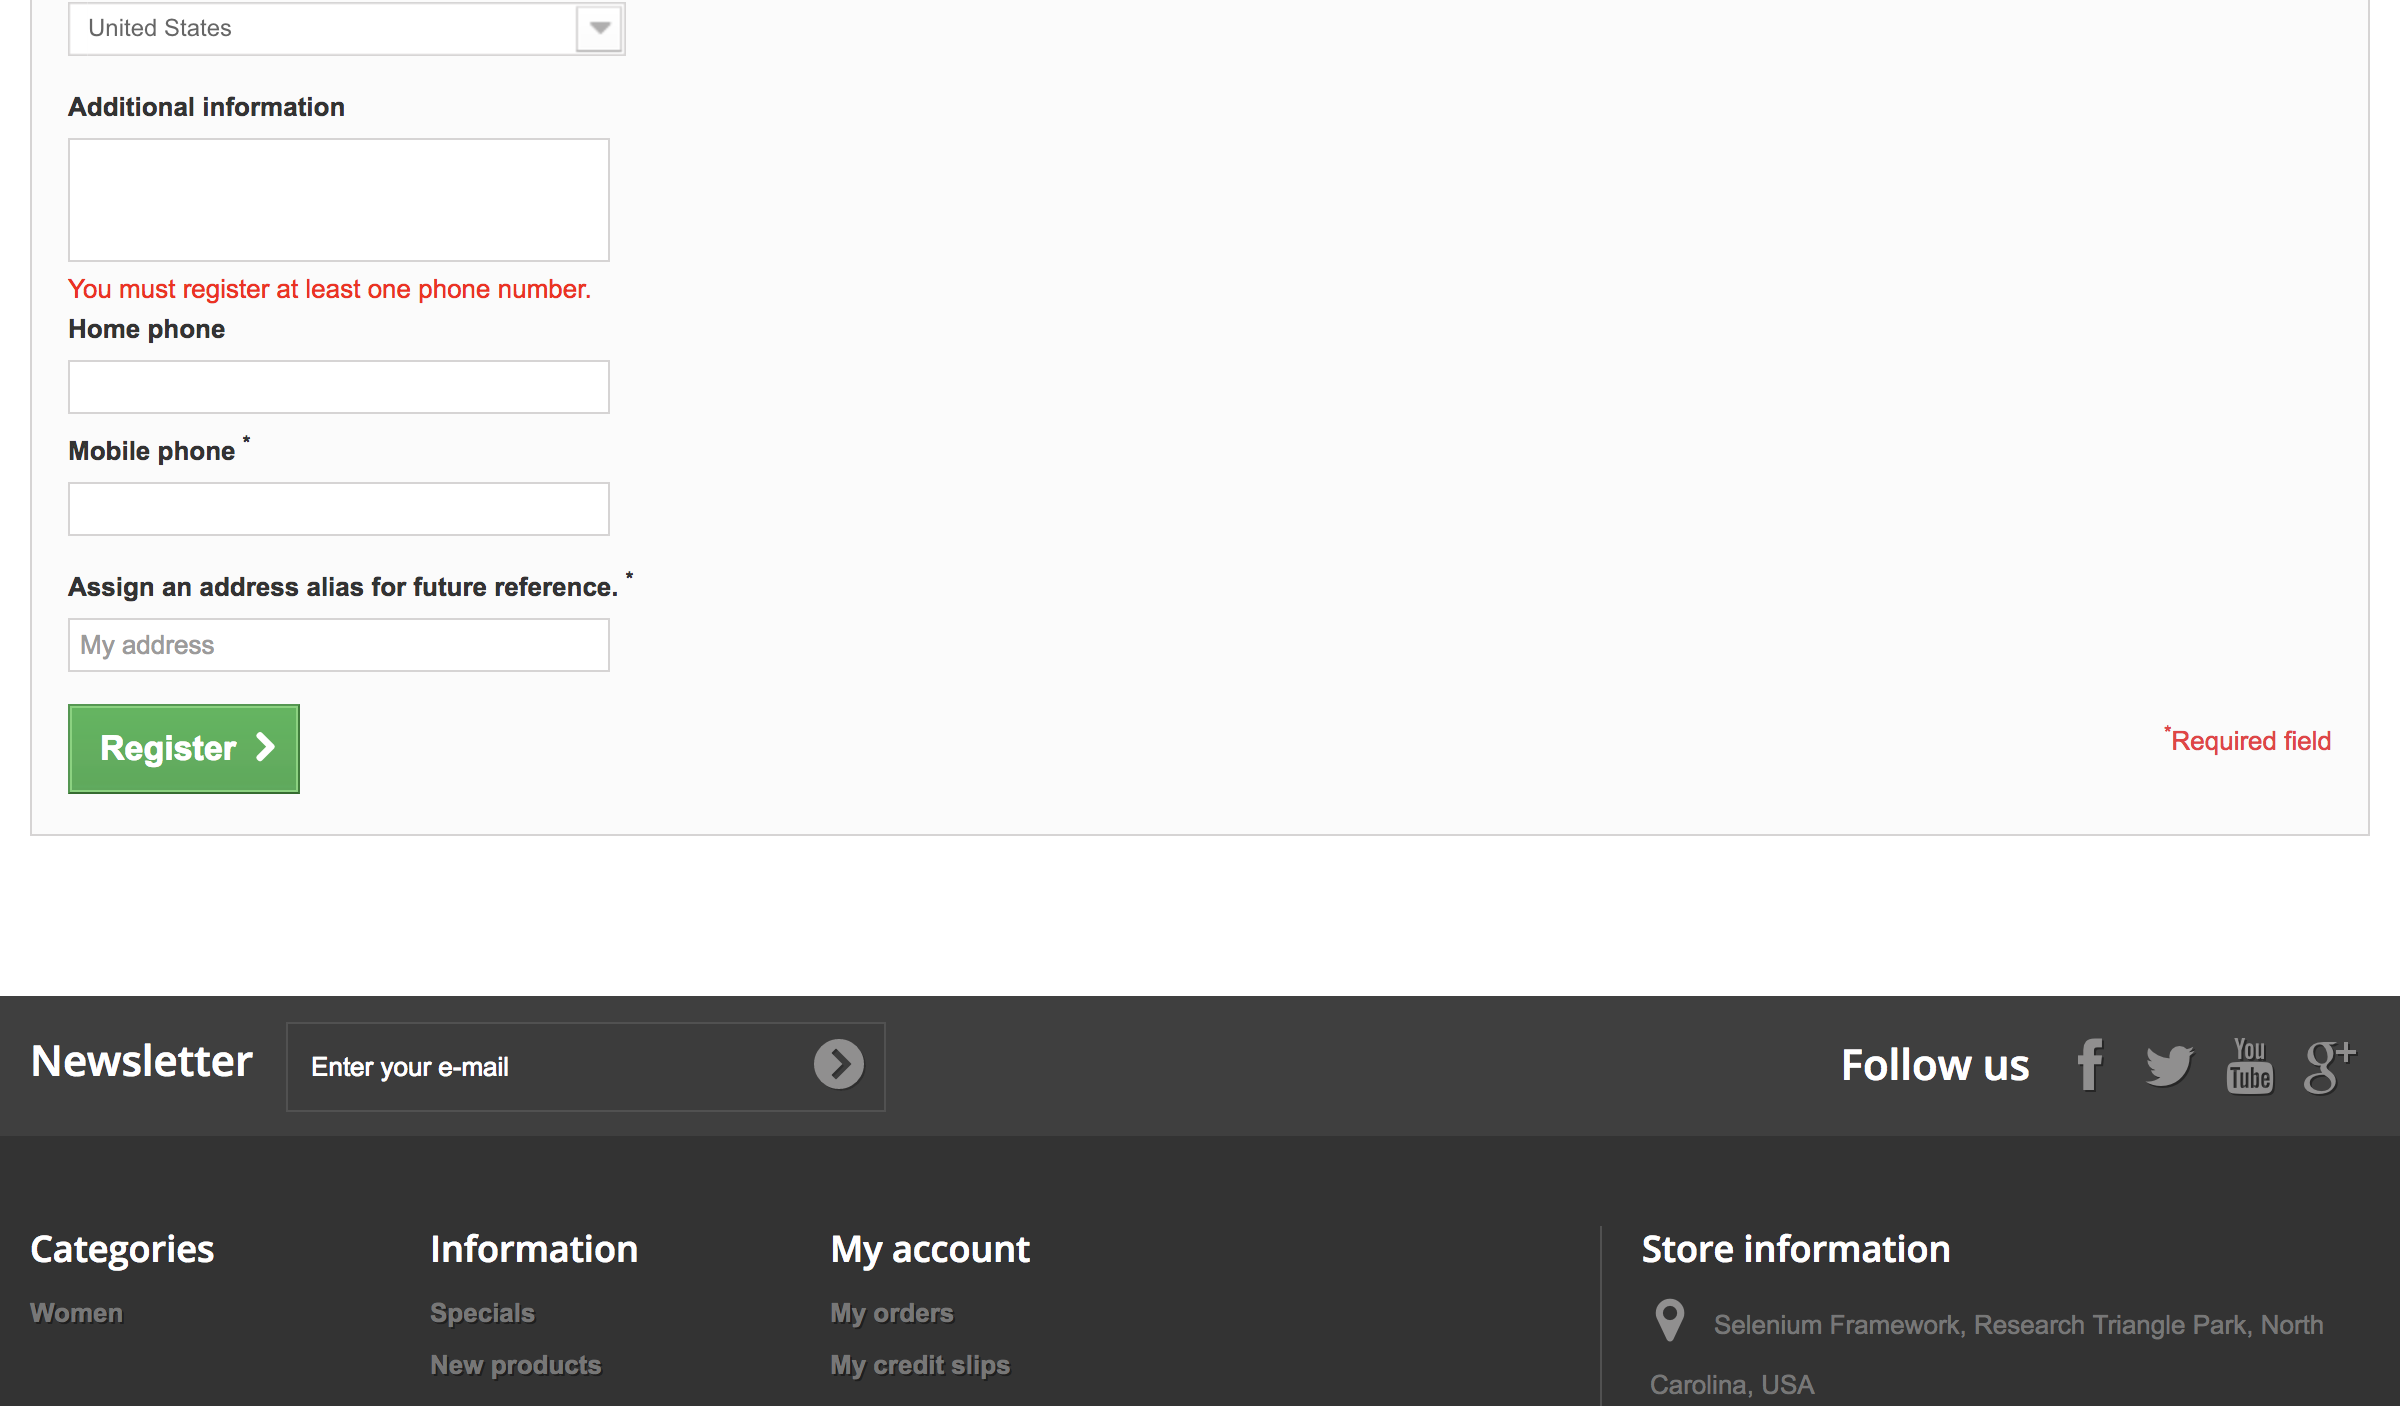 United States
Additional information
You must register at least one phone number.
Home phone
Mobile phone *
Assign an address alias for future reference. *
My address
Register
*Required field
Newsletter
Enter your e-mail
Follow us
f
You
Tube
g+
Categories
Information
My account
Store information
Women
Specials
My orders
Selenium Framework, Research Triangle Park, North
New products
My credit slips
Carolina, USA